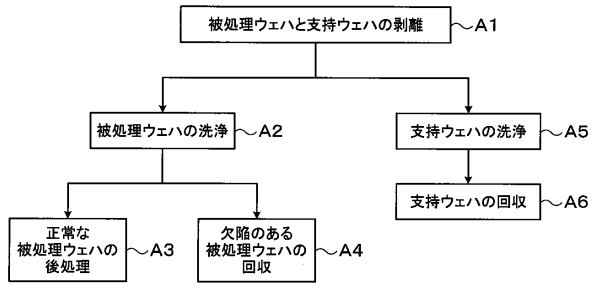 被処理ウェハと支持ウェハの剥離
A1
被処理ウェハの洗浄
A2
支持ウェハの洗浄
A5
支持ウェハの回収
A6
正常な
被処理ウェハの
後処理
A3
欠陥のある
被処理ウェハの
回収
A4